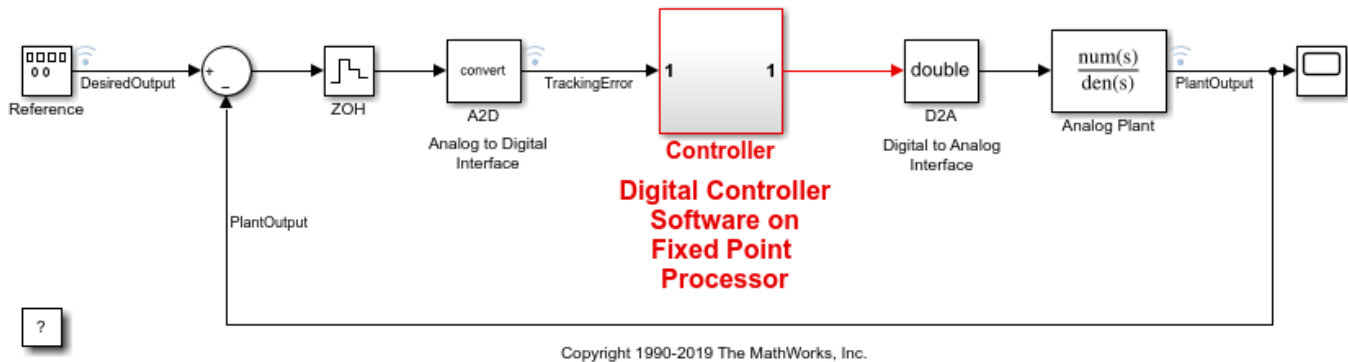 DesiredOutput
Reference
+
−
ZOH
convert
A2D
Analog to Digital
Interface
TrackingError
1 1
Controller
Digital Controller
Software on
Fixed Point
Processor
double
D2A
Digital to Analog
Interface
num(s)
den(s)
Analog Plant
PlantOutput
PlantOutput
?
Copyright 1990-2019 The MathWorks, Inc.